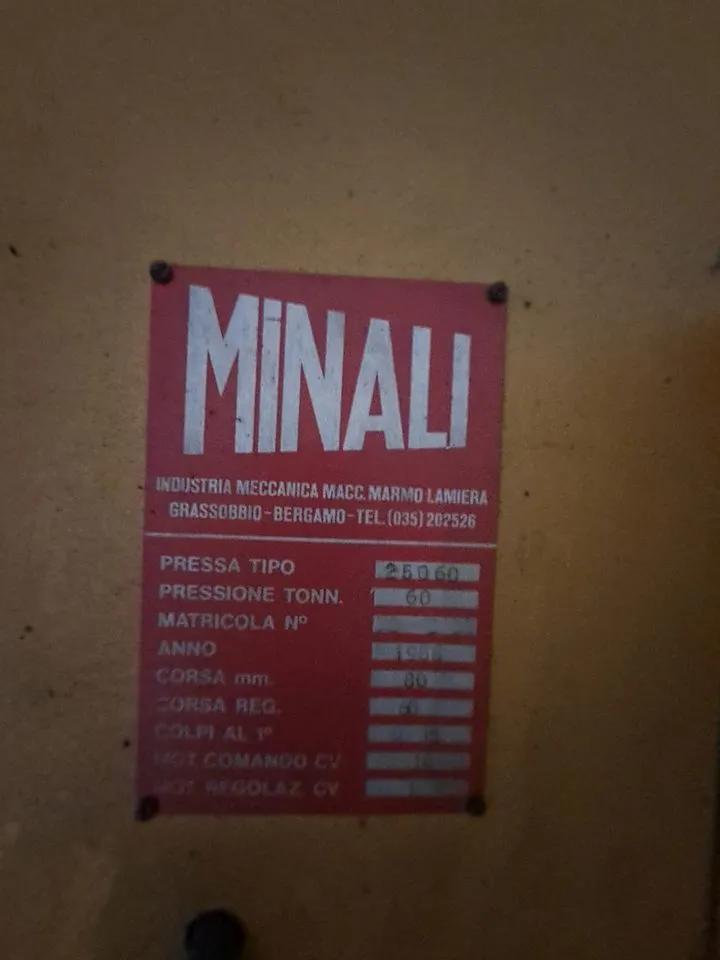 MiNALI
INDUSTRIA MECCANICA MACC. MARMO LAMIERA
GRASSOBBIO - BERGAMO - TEL. (035) 202526
PRESSA TIPO 25060
PRESSIONE TONN. 60
MATRICOLA N°
ANNO
CORSA mm.
CORSA REG.
COLPI AL 1°
MOT. COMANDO CV
MOT. REGOLAZ. CV